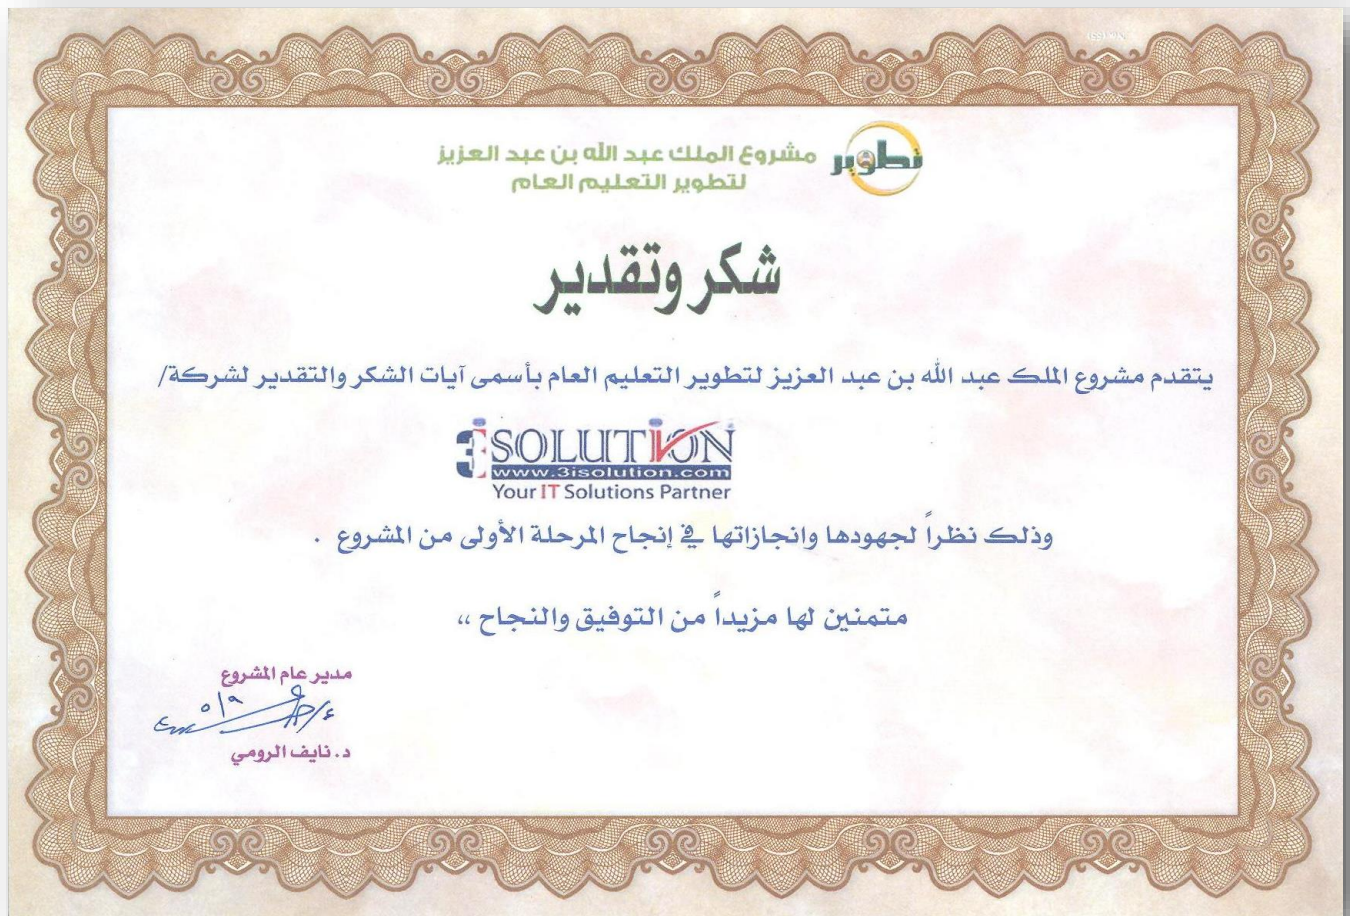 تطوير
مشروع الملك عبد الله بن عبد العزيز
لتطوير التعليم العام
شكر وتقدير
يتقدم مشروع الملك عبد الله بن عبد العزيز لتطوير التعليم العام بأسمى آيات الشكر والتقدير لشركة/
3iSOLUTION
www.3isolution.com
Your IT Solutions Partner
وذلك نظراً لجهودها وانجازاتها في إنجاح المرحلة الأولى من المشروع .
متمنين لها مزيداً من التوفيق والنجاح ،،
مدير عام المشروع
د. نايف الرومي